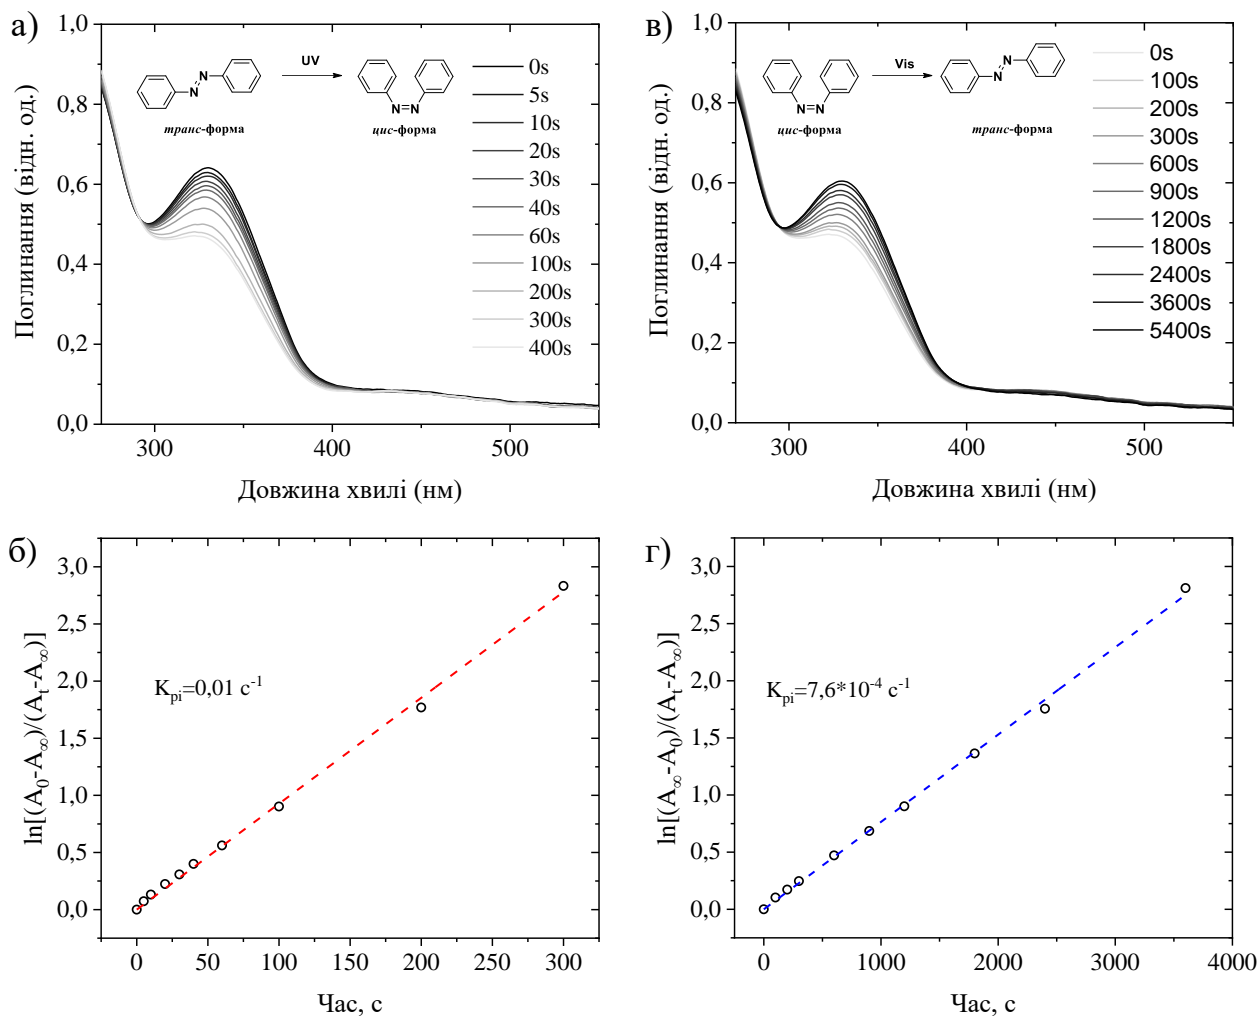 а)
Поглинання (відн. од.)
1,0
0,8
0,6
0,4
0,2
0,0
300
400
500
Довжина хвилі (нм)
N
N
транс-форма
UV
N=N
цис-форма
0s
5s
10s
20s
30s
40s
60s
100s
200s
300s
400s
в)
Поглинання (відн. од.)
1,0
0,8
0,6
0,4
0,2
0,0
300
400
500
Довжина хвилі (нм)
N=N
цис-форма
Vis
N
N
транс-форма
0s
100s
200s
300s
600s
900s
1200s
1800s
2400s
3600s
5400s
б)
ln[(A₀-A∞)/(Aₜ-A∞)]
3,0
2,5
2,0
1,5
1,0
0,5
0,0
K_pi=0,01 c⁻¹
0
50
100
150
200
250
300
Час, с
г)
ln[(A∞-A₀)/(Aₜ-A∞)]
3,0
2,5
2,0
1,5
1,0
0,5
0,0
K_pi=7,6*10⁻⁴ c⁻¹
0
1000
2000
3000
4000
Час, с